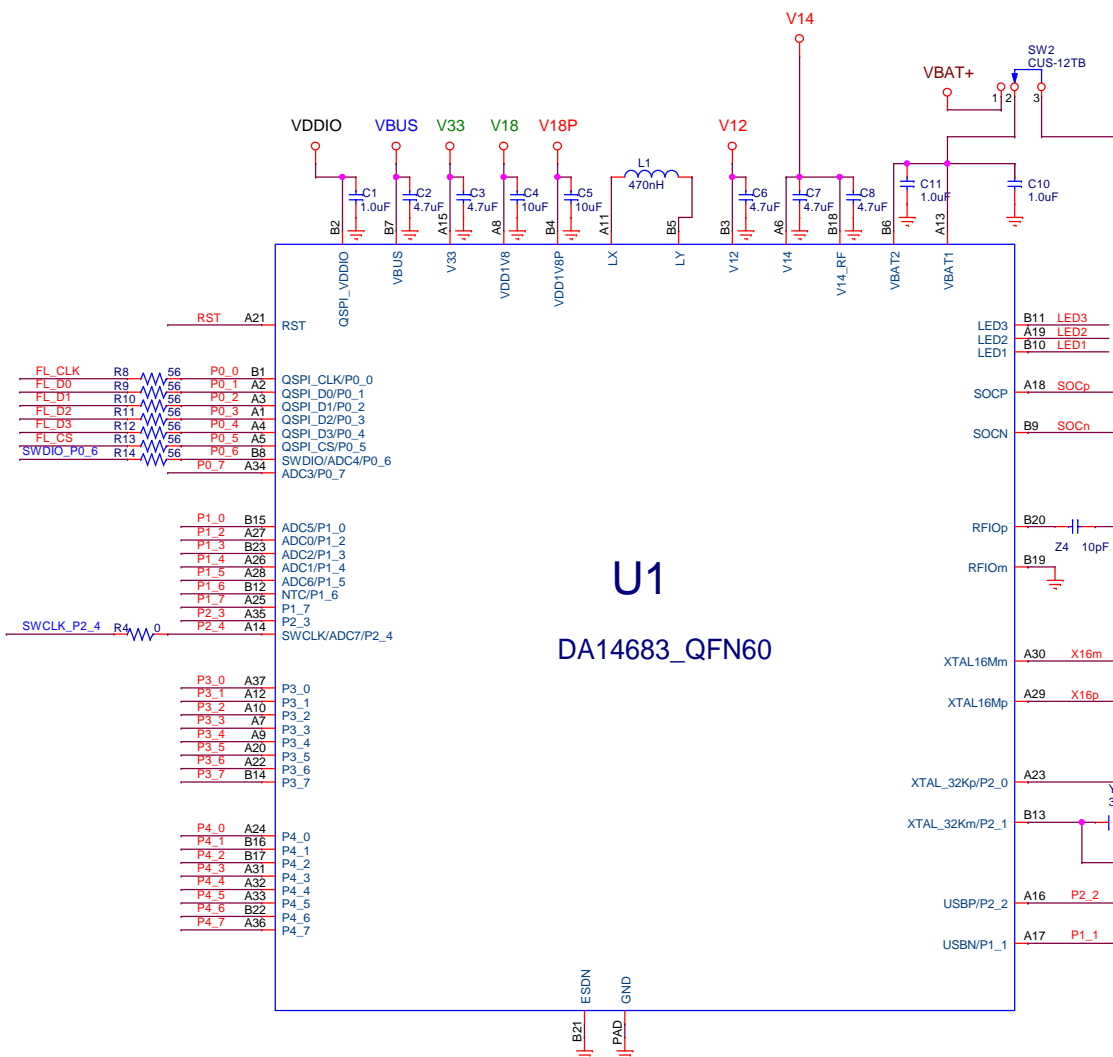 V14
SW2
CUS-12TB
VBAT+
1
2
3
VDDIO
VBUS
V33
V18
V18P
V12
L1
470nH
C1
1.0uF
C2
4.7uF
C3
4.7uF
C4
10uF
C5
10uF
C6
4.7uF
C7
4.7uF
C8
4.7uF
C11
1.0uF
C10
1.0uF
B2
B7
A15
A8
B4
A11
B5
B3
A6
B18
B6
A13
QSPI_VDDIO
VBUS
V33
VDD1V8
VDD1V8P
LX
LY
V12
V14
V14_RF
VBAT2
VBAT1
RST A21 RST
FL_CLK R8 56 P0_0 B1 QSPI_CLK/P0_0
FL_D0 R9 56 P0_1 A2 QSPI_D0/P0_1
FL_D1 R10 56 P0_2 A3 QSPI_D1/P0_2
FL_D2 R11 56 P0_3 A1 QSPI_D2/P0_3
FL_D3 R12 56 P0_4 A4 QSPI_D3/P0_4
FL_CS R13 56 P0_5 A5 QSPI_CS/P0_5
SWDIO_P0_6 R14 56 P0_6 B8 SWDIO/ADC4/P0_6
P0_7 A34 ADC3/P0_7
P1_0 B15 ADC5/P1_0
P1_2 A27 ADC0/P1_2
P1_3 B23 ADC2/P1_3
P1_4 A26 ADC1/P1_4
P1_5 A28 ADC6/P1_5
P1_6 B12 NTC/P1_6
P1_7 A25 P1_7
P2_3 A35 P2_3
SWCLK_P2_4 R4 0 P2_4 A14 SWCLK/ADC7/P2_4
P3_0 A37 P3_0
P3_1 A12 P3_1
P3_2 A10 P3_2
P3_3 A7 P3_3
P3_4 A9 P3_4
P3_5 A20 P3_5
P3_6 A22 P3_6
P3_7 B14 P3_7
P4_0 A24 P4_0
P4_1 B16 P4_1
P4_2 B17 P4_2
P4_3 A31 P4_3
P4_4 A32 P4_4
P4_5 A33 P4_5
P4_6 B22 P4_6
P4_7 A36 P4_7
U1
DA14683_QFN60
LED3 B11 LED3
LED2 A19 LED2
LED1 B10 LED1
SOCP A18 SOCp
SOCN B9 SOCn
RFIOp B20
Z4 10pF
RFIOm B19
XTAL16Mm A30 X16m
XTAL16Mp A29 X16p
XTAL_32Kp/P2_0 A23
XTAL_32Km/P2_1 B13
Y
3
USBP/P2_2 A16 P2_2
USBN/P1_1 A17 P1_1
ESDN
GND
B21
PAD